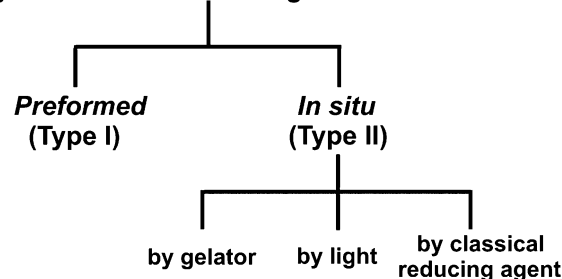 Preformed
(Type I)
In situ
(Type II)
by gelator
by light
by classical
reducing agent